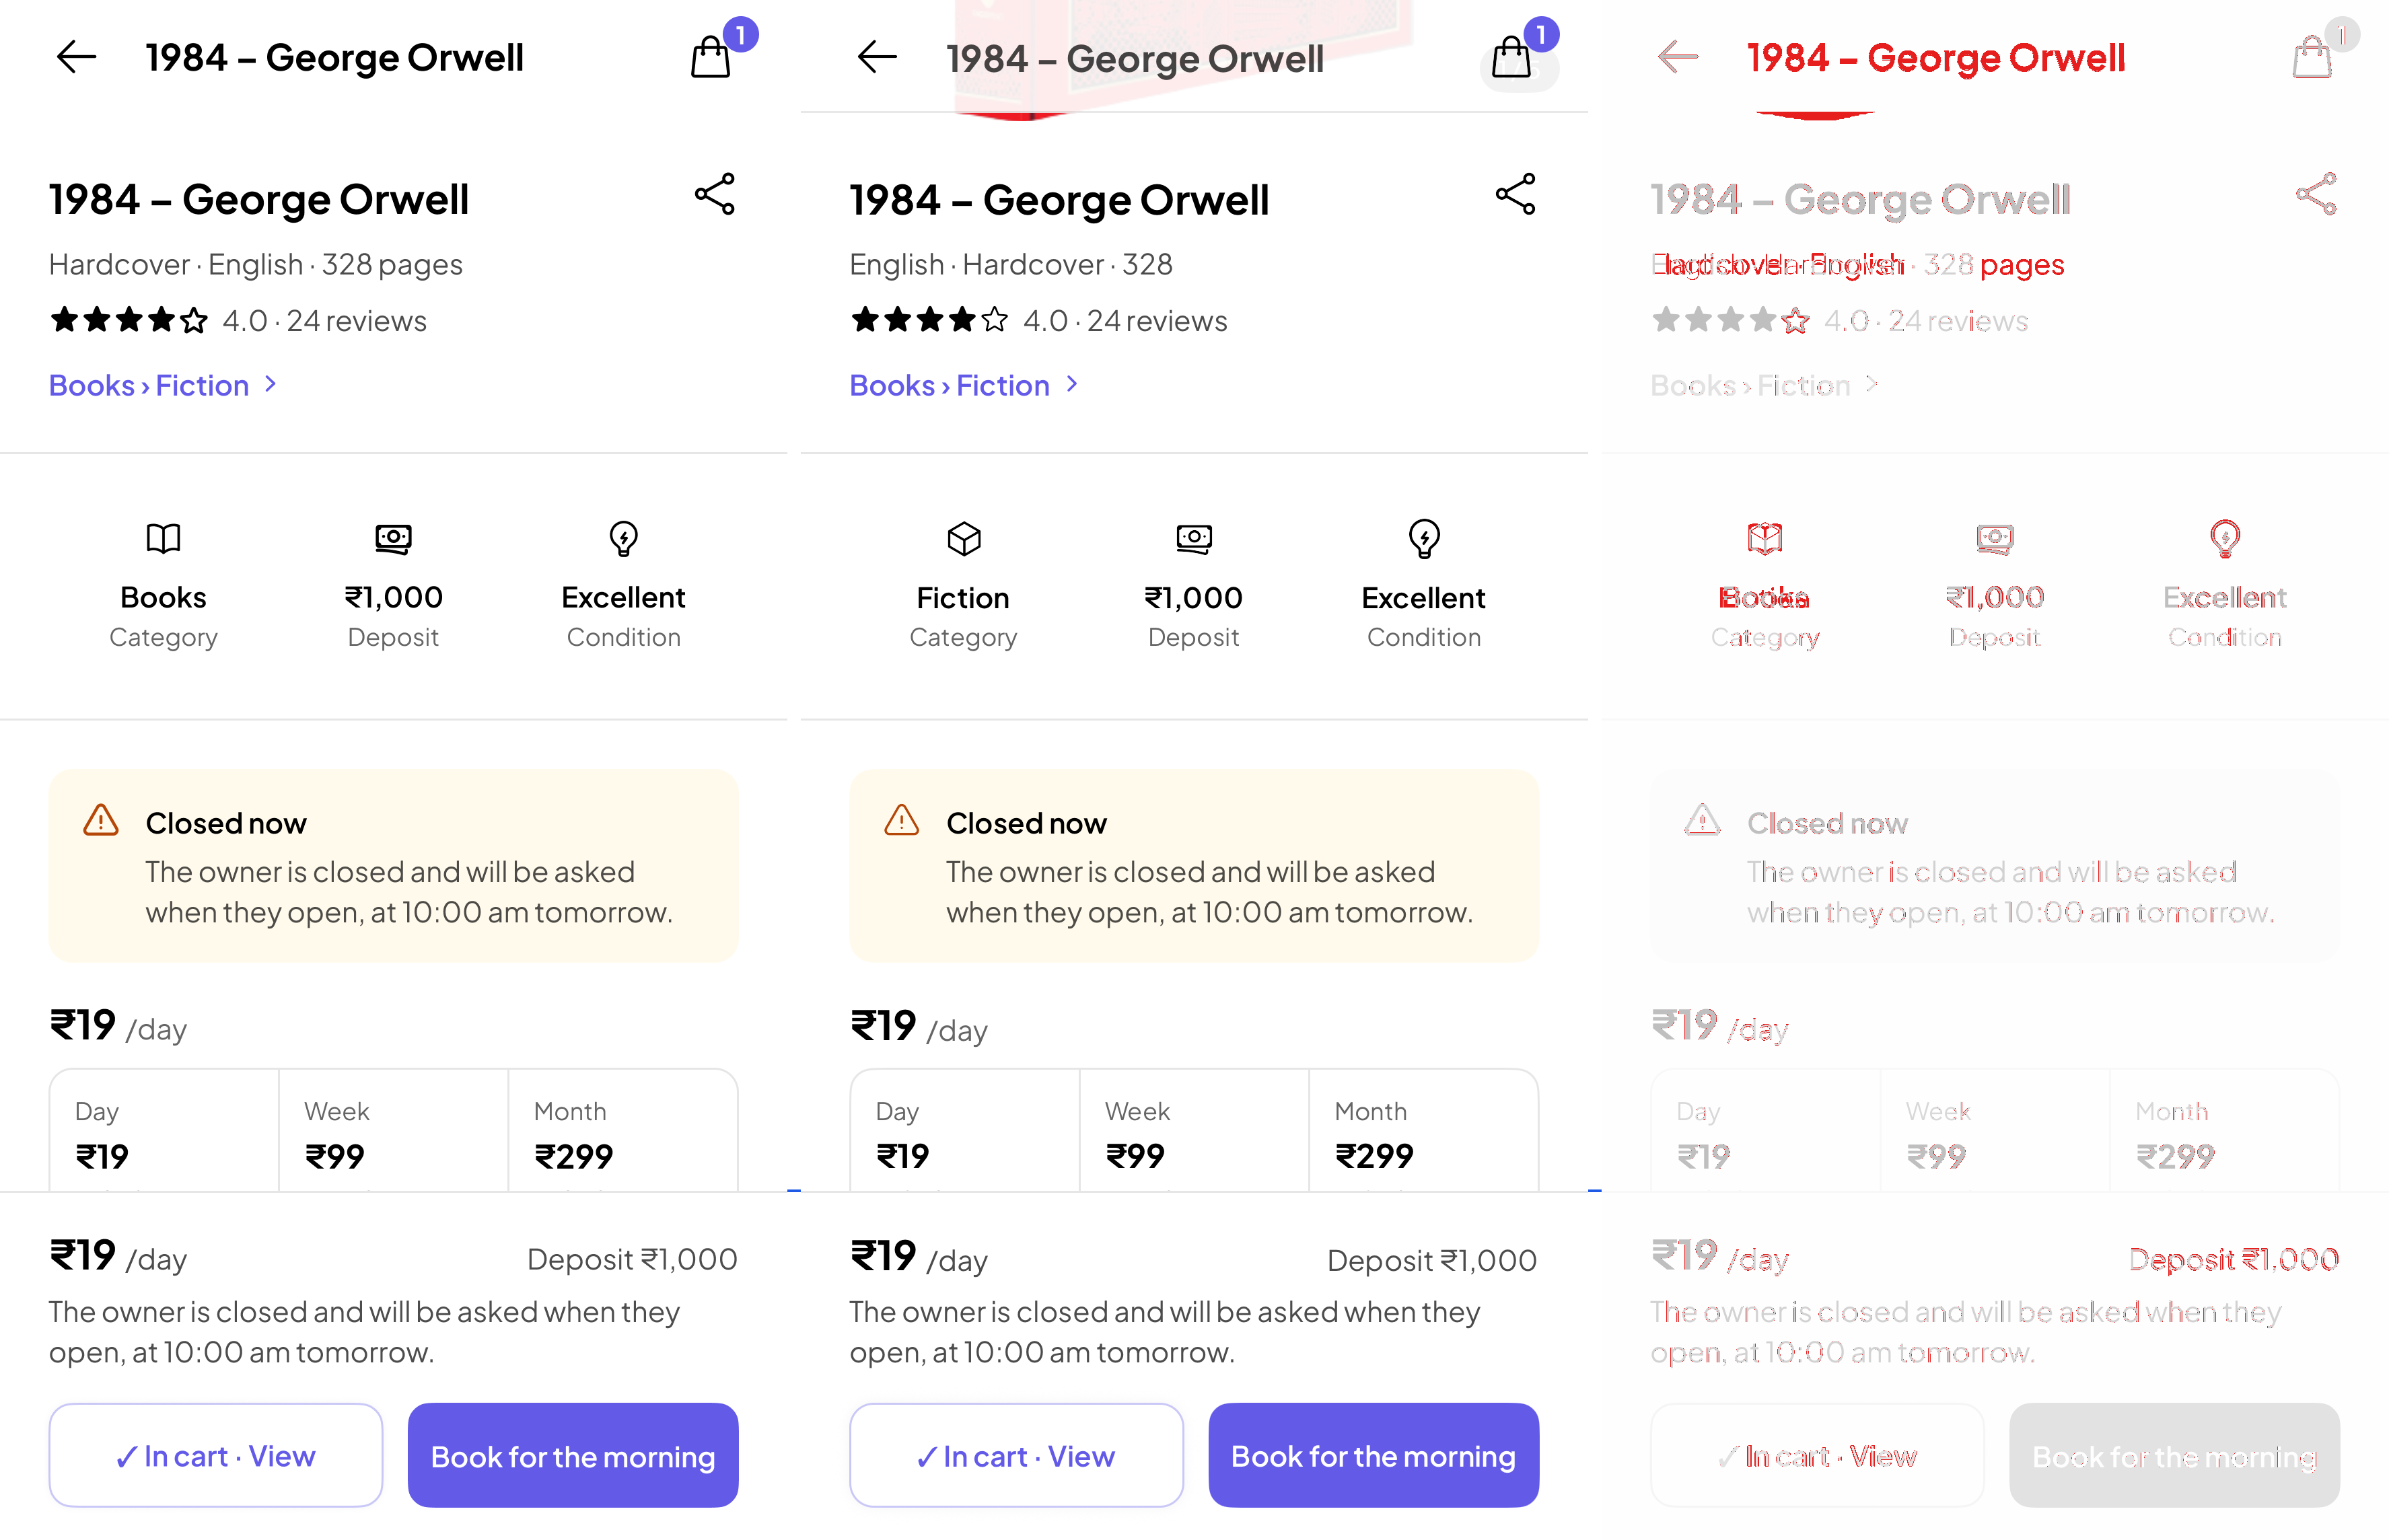 1984 – George Orwell
1
1984 – George Orwell
Hardcover · English · 328 pages
4.0 · 24 reviews
Books › Fiction
Books
Category
₹1,000
Deposit
Excellent
Condition
Closed now
The owner is closed and will be asked
when they open, at 10:00 am tomorrow.
₹19 /day
Day
₹19
Week
₹99
Month
₹299
₹19 /day
Deposit ₹1,000
The owner is closed and will be asked when they
open, at 10:00 am tomorrow.
✓ In cart · View
Book for the morning
1984 – George Orwell
1
1984 – George Orwell
English · Hardcover · 328
4.0 · 24 reviews
Books › Fiction
Fiction
Category
₹1,000
Deposit
Excellent
Condition
Closed now
The owner is closed and will be asked
when they open, at 10:00 am tomorrow.
₹19 /day
Day
₹19
Week
₹99
Month
₹299
₹19 /day
Deposit ₹1,000
The owner is closed and will be asked when they
open, at 10:00 am tomorrow.
✓ In cart · View
Book for the morning
1984 – George Orwell
1
1984 – George Orwell
· 328 pages
4.0 · 24 reviews
Books › Fiction
Category
₹1,000
Deposit
Excellent
Condition
Closed now
The owner is closed and will be asked
when they open, at 10:00 am tomorrow.
₹19 /day
Day
₹19
Week
₹99
Month
₹299
₹19 /day
Deposit ₹1,000
The owner is closed and will be asked when they
open, at 10:00 am tomorrow.
✓ In cart · View
Book for the morning